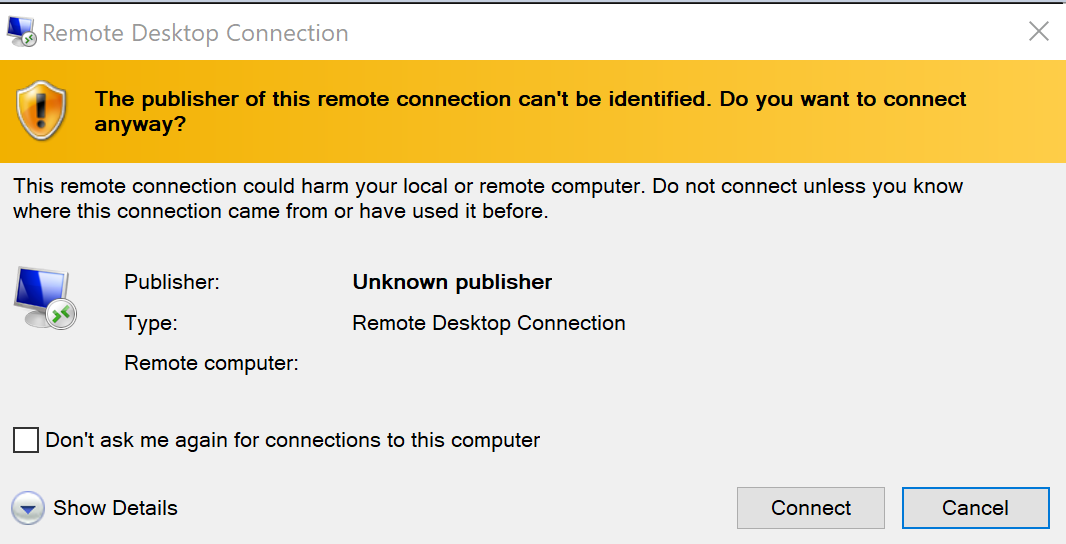 Remote Desktop Connection
The publisher of this remote connection can't be identified. Do you want to connect
anyway?
This remote connection could harm your local or remote computer. Do not connect unless you know
where this connection came from or have used it before.
Publisher: Unknown publisher
Type: Remote Desktop Connection
Remote computer:
Don't ask me again for connections to this computer
Show Details Connect Cancel